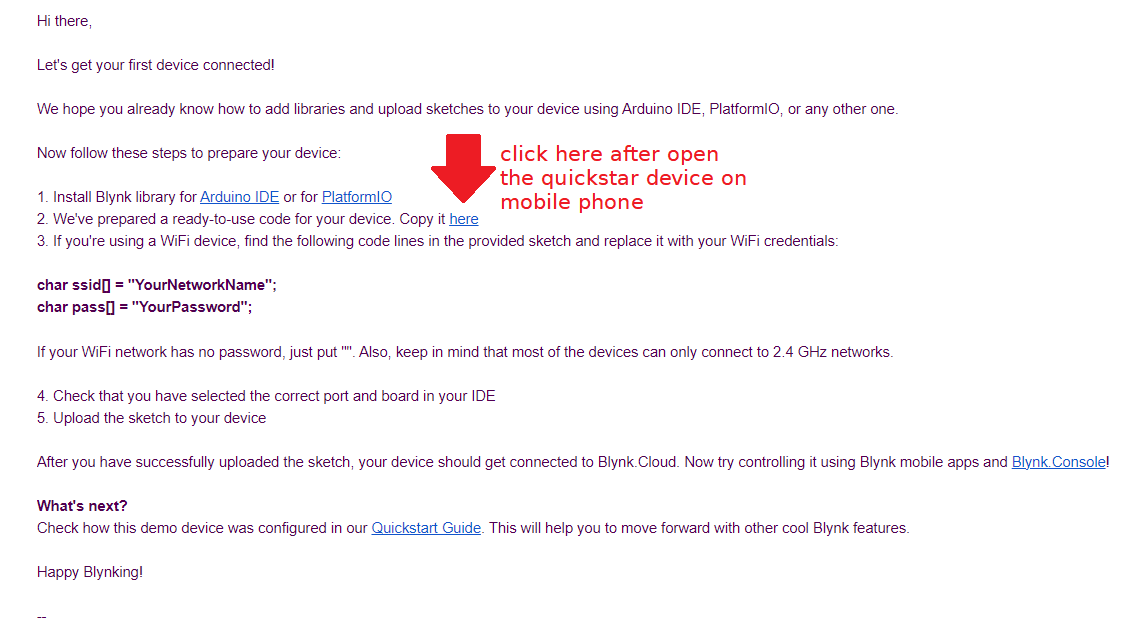 Hi there,
Let's get your first device connected!
We hope you already know how to add libraries and upload sketches to your device using Arduino IDE, PlatformIO, or any other one.
Now follow these steps to prepare your device:
click here after open
the quickstar device on
mobile phone
1. Install Blynk library for Arduino IDE or for PlatformIO
2. We've prepared a ready-to-use code for your device. Copy it here
3. If you're using a WiFi device, find the following code lines in the provided sketch and replace it with your WiFi credentials:
char ssid[] = "YourNetworkName";
char pass[] = "YourPassword";
If your WiFi network has no password, just put "". Also, keep in mind that most of the devices can only connect to 2.4 GHz networks.
4. Check that you have selected the correct port and board in your IDE
5. Upload the sketch to your device
After you have successfully uploaded the sketch, your device should get connected to Blynk.Cloud. Now try controlling it using Blynk mobile apps and Blynk.Console!
What's next?
Check how this demo device was configured in our Quickstart Guide. This will help you to move forward with other cool Blynk features.
Happy Blynking!
--